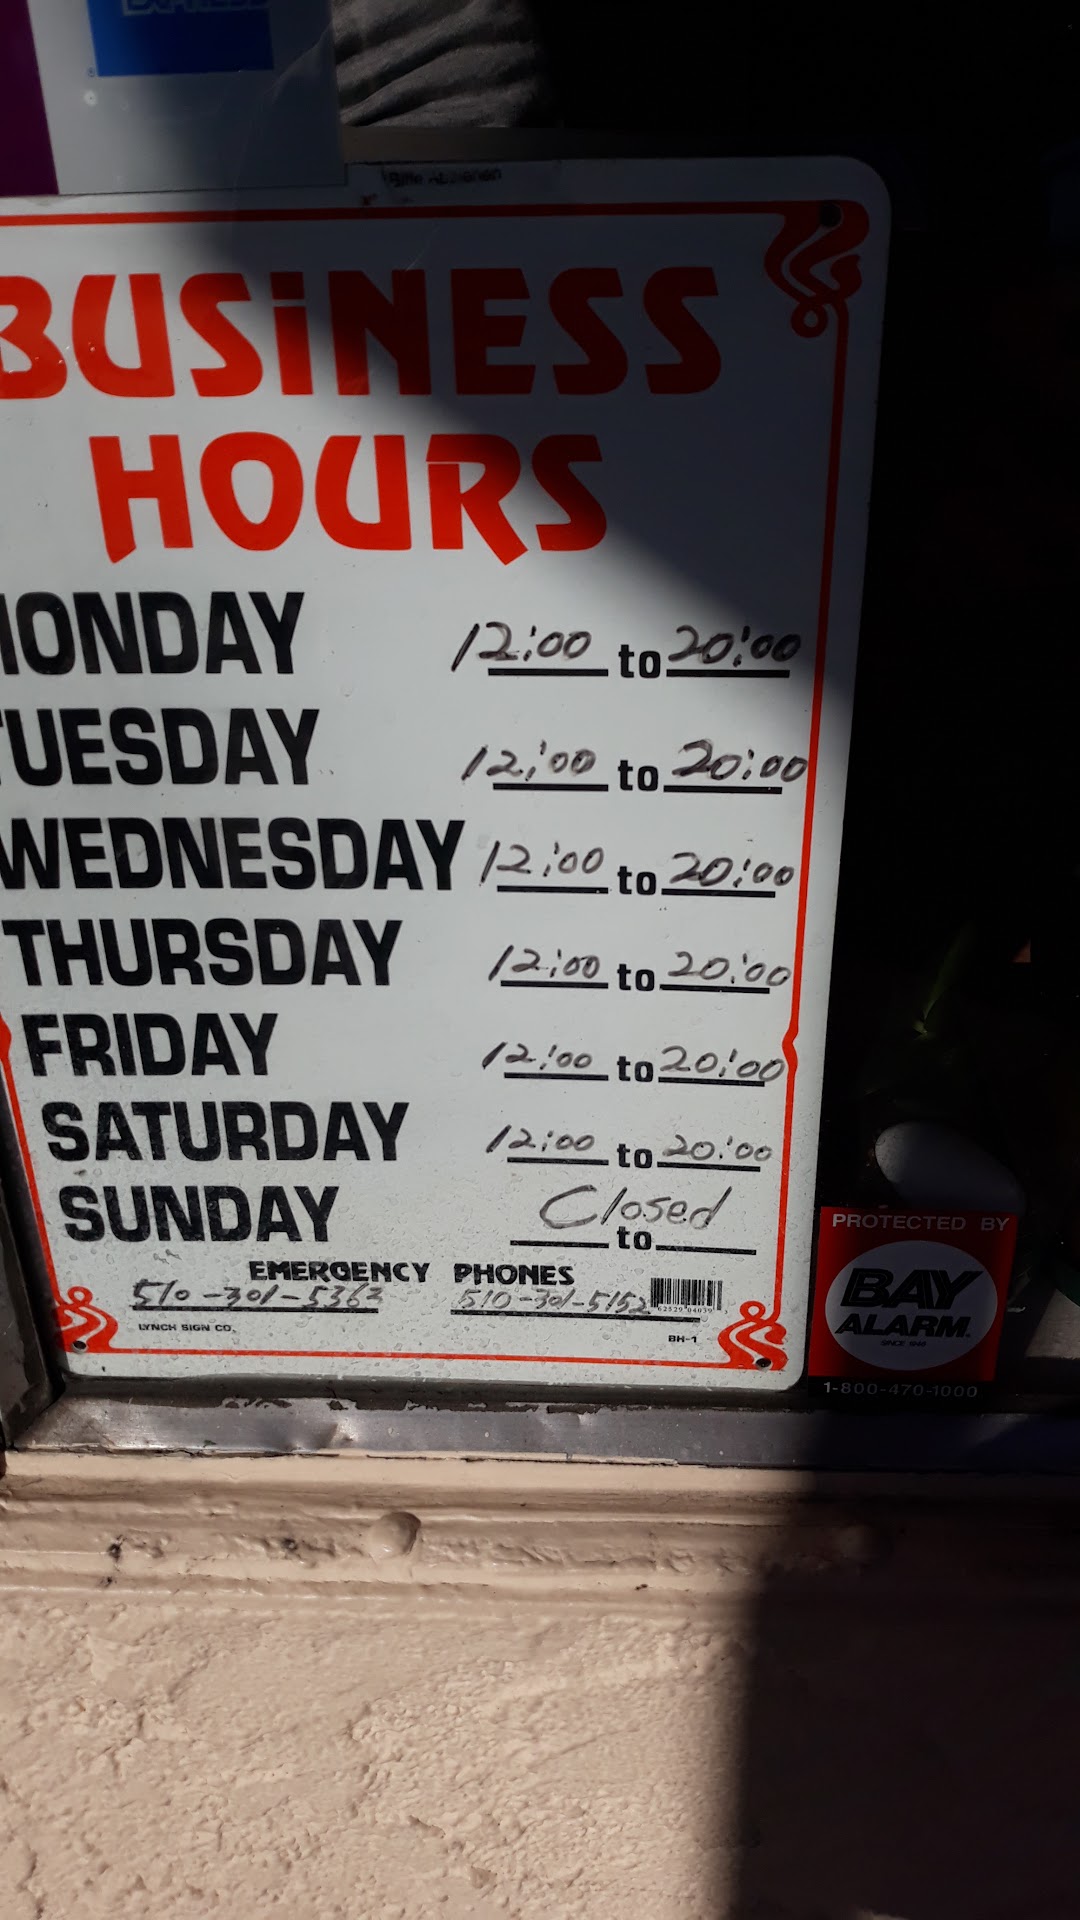 EXPRESS
BUSINESS
HOURS
MONDAY 12:00 to 20:00
TUESDAY 12:00 to 20:00
WEDNESDAY 12:00 to 20:00
THURSDAY 12:00 to 20:00
FRIDAY 12:00 to 20:00
SATURDAY 12:00 to 20:00
SUNDAY Closed to
EMERGENCY PHONES
510-301-5363 510-301-5152
LYNCH SIGN CO. BH-1
PROTECTED BY
BAY
ALARM
1-800-470-1000